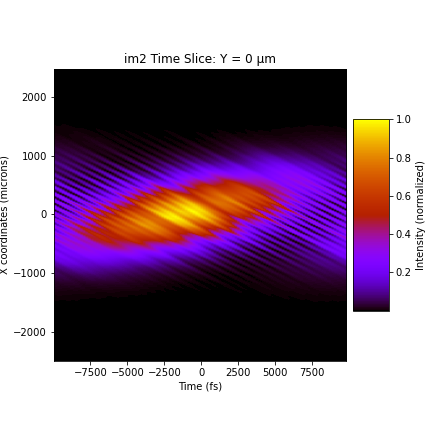 im2 Time Slice: Y = 0 μm
2000
1000
0
−1000
−2000
X coordinates (microns)
−7500 −5000 −2500 0 2500 5000 7500
Time (fs)
1.0
0.8
0.6
0.4
0.2
Intensity (normalized)